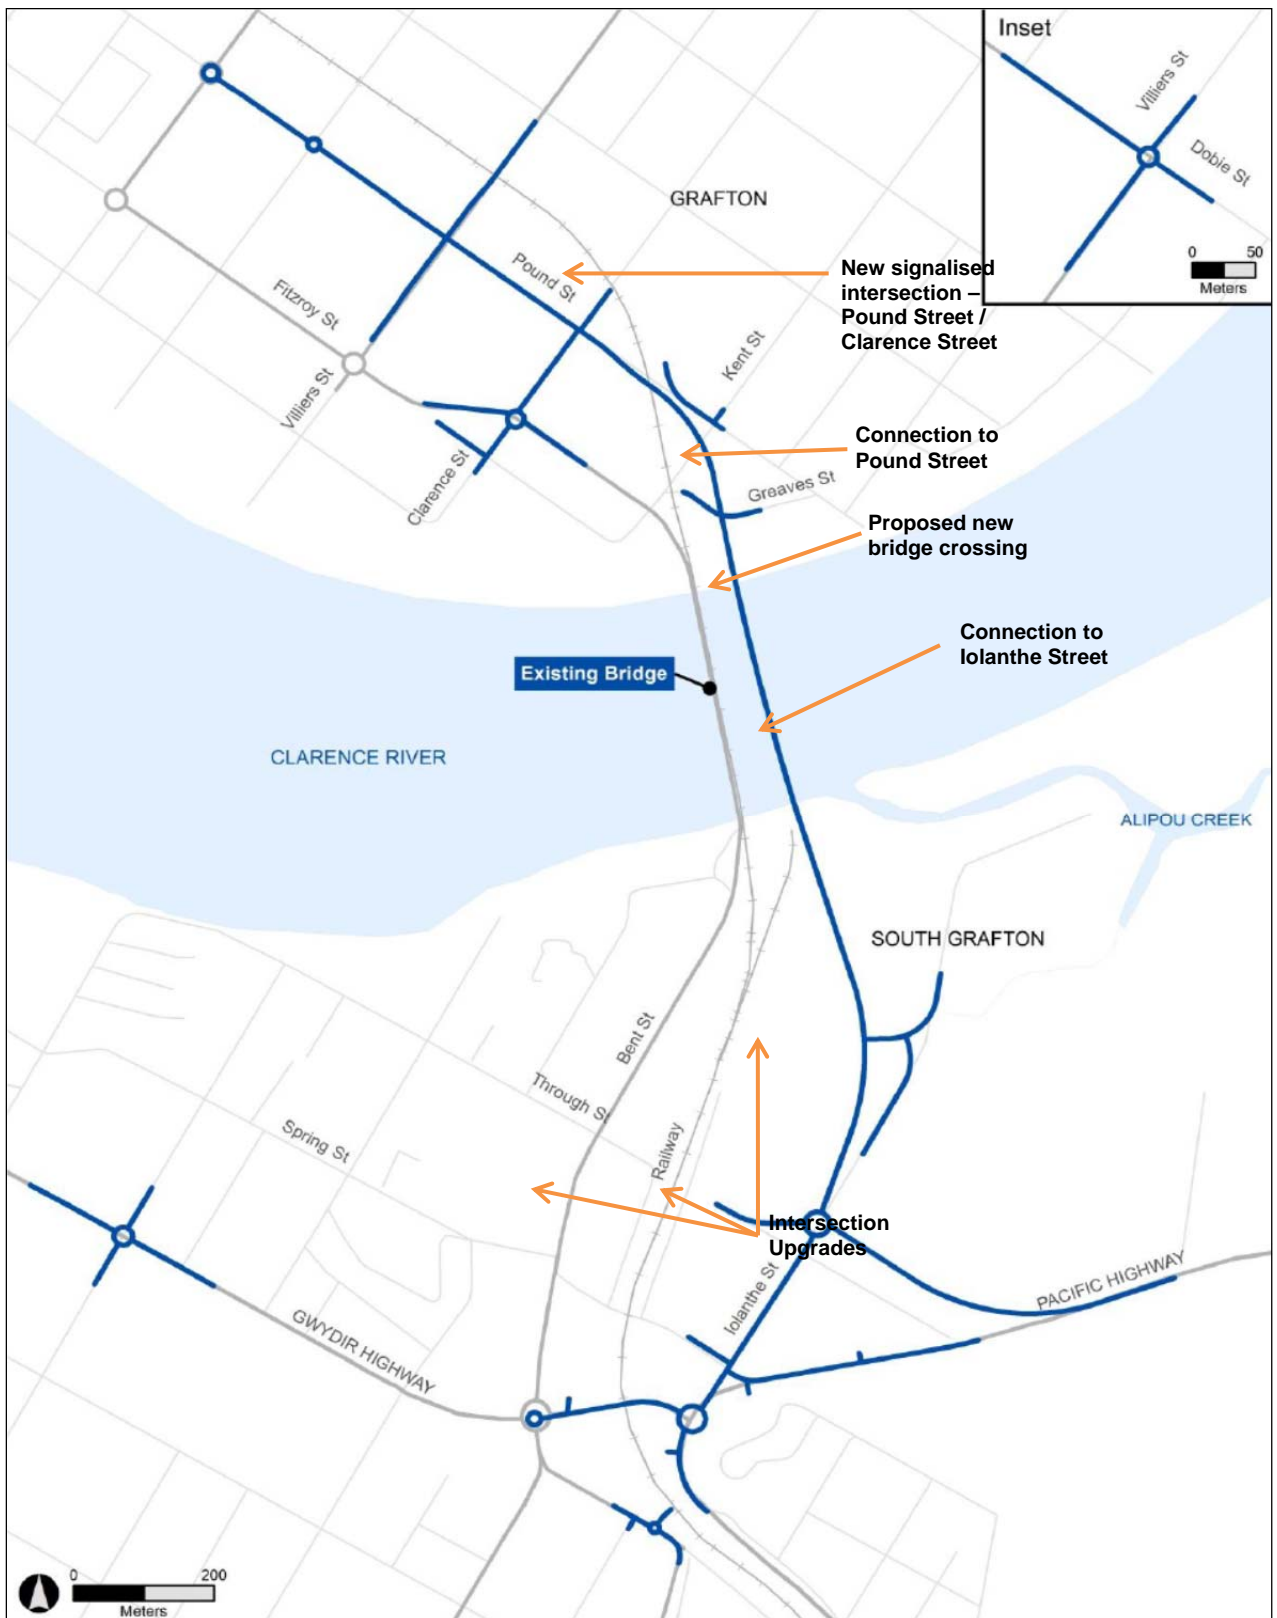 Inset
Villiers St
Dobie St
0 50
Meters
GRAFTON
Pound St
New signalised
intersection –
Pound Street /
Clarence Street
Fitzroy St
Kent St
Villiers St
Connection to
Pound Street
Clarence St
Greaves St
Proposed new
bridge crossing
Connection to
Iolanthe Street
Existing Bridge
CLARENCE RIVER
ALIPOU CREEK
SOUTH GRAFTON
Bent St
Through St
Spring St
Railway
Intersection
Upgrades
Iolanthe St
PACIFIC HIGHWAY
GWYDIR HIGHWAY
0 200
Meters